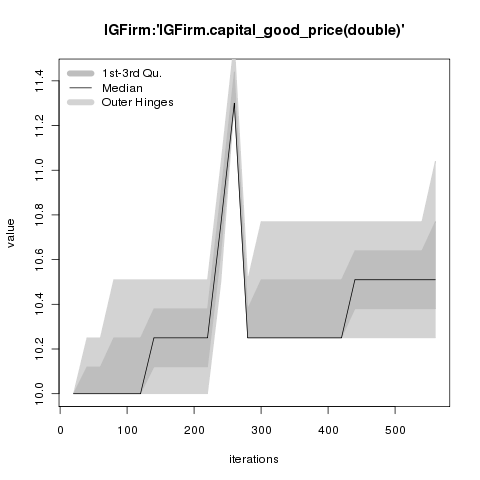 IGFirm:'IGFirm.capital_good_price(double)'
1st-3rd Qu.
Median
Outer Hinges
11.4
11.2
11.0
10.8
10.6
10.4
10.2
10.0
value
0 100 200 300 400 500
iterations